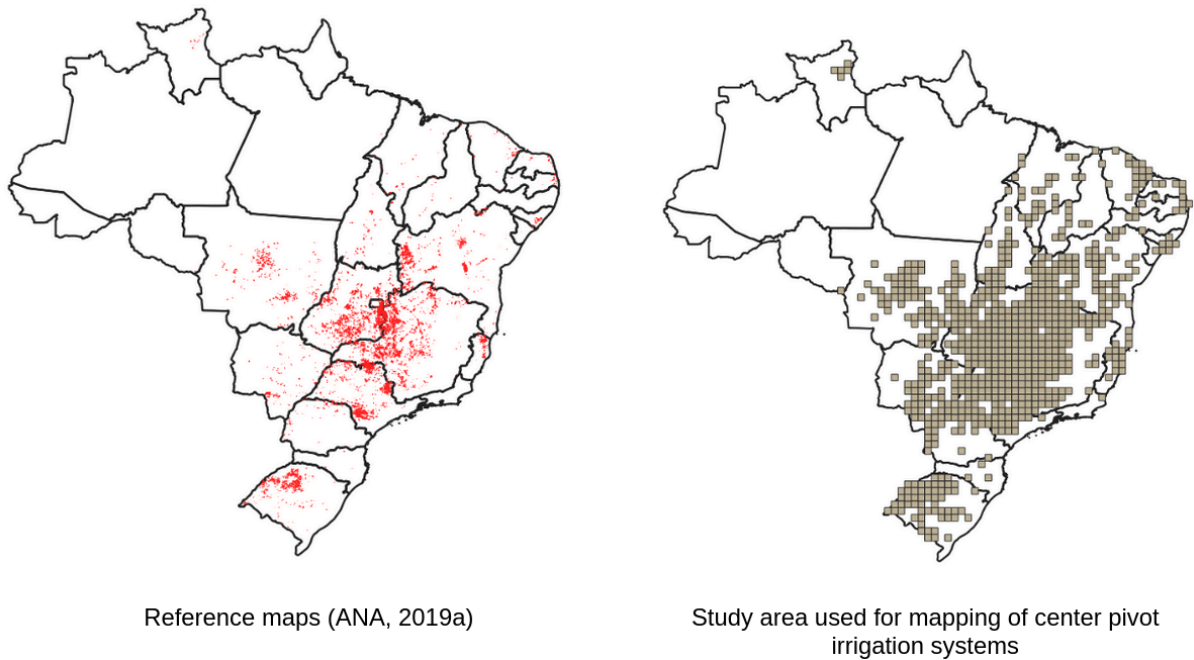 Reference maps (ANA, 2019a)
Study area used for mapping of center pivot
irrigation systems